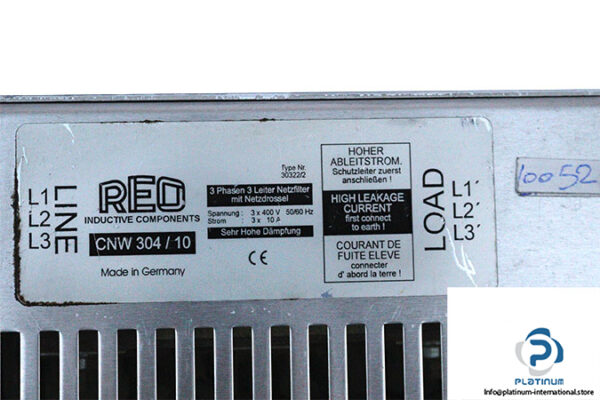 LINE
L1
L2
L3
REO
INDUCTIVE COMPONENTS
CNW 304 / 10
Made in Germany
Type Nr.
30322/2
3 Phasen 3 Leiter Netzfilter
mit Netzdrossel
Spannung : 3 x 400 V 50/60 Hz
Strom : 3 x 10 A
Sehr Hohe Dämpfung
CE
HOHER
ABLEITSTROM.
Schutzleiter zuerst
anschließen !
HIGH LEAKAGE
CURRENT
first connect
to earth !
COURANT DE
FUITE ELEVE
connecter
d' abord la terre !
LOAD
L1´
L2´
L3´
10052
PLATINUM
info@platinum-international.store